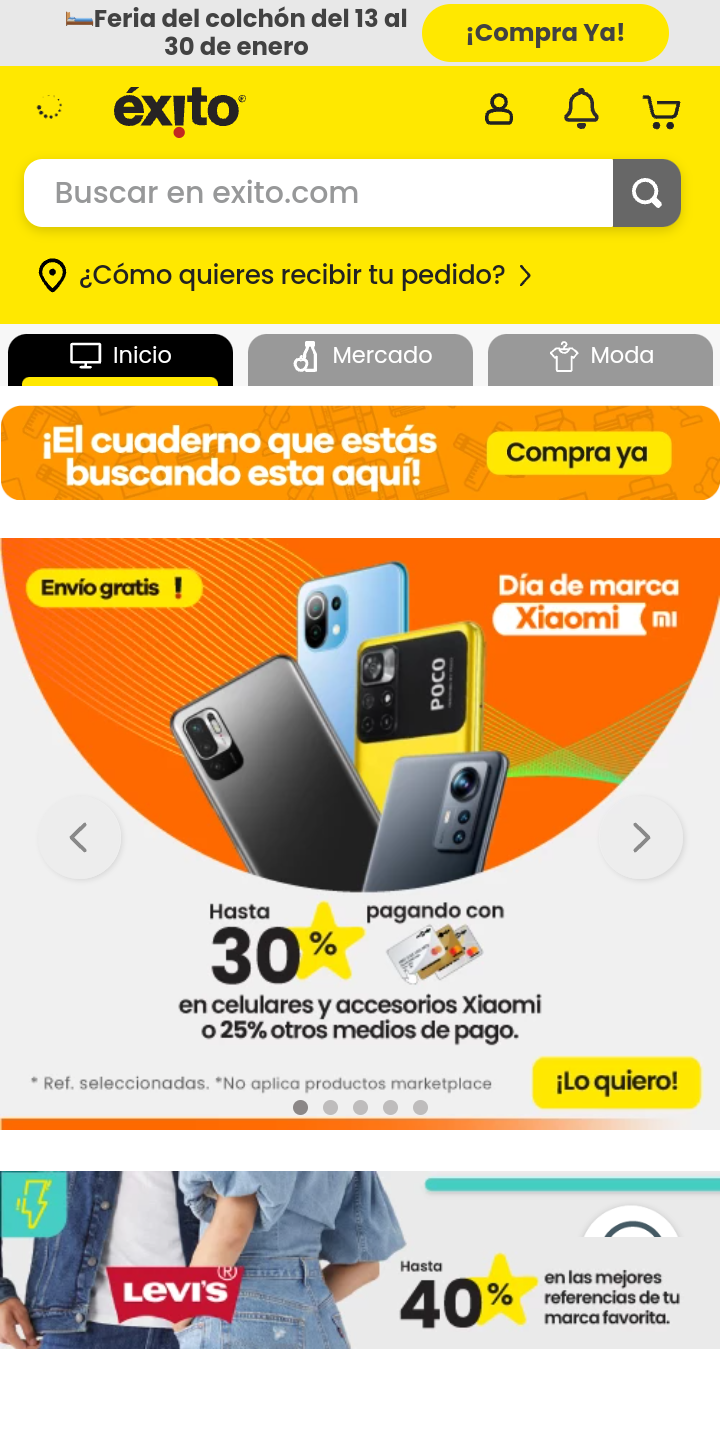 Feria del colchón del 13 al
30 de enero
¡Compra Ya!
éxito®
Buscar en exito.com
¿Cómo quieres recibir tu pedido?
Inicio
Mercado
Moda
¡El cuaderno que estás
buscando esta aquí!
Compra ya
Envío gratis !
Día de marca
Xiaomi mi
POCO
Hasta
30%
pagando con
en celulares y accesorios Xiaomi
o 25% otros medios de pago.
* Ref. seleccionadas. *No aplica productos marketplace
¡Lo quiero!
LEVI'S®
Hasta
40%
en las mejores
referencias de tu
marca favorita.